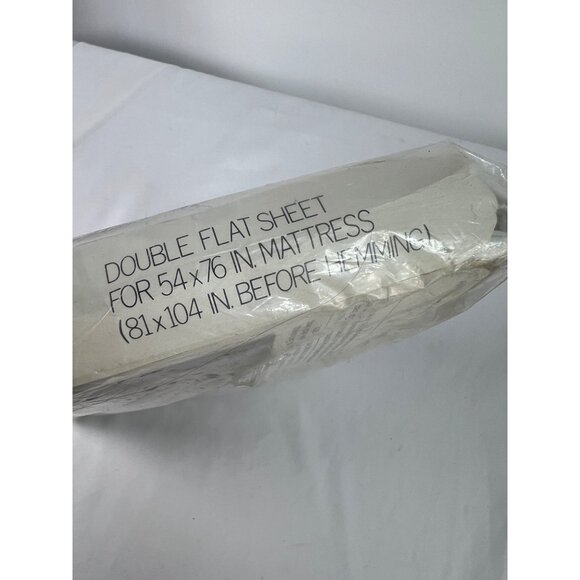 DOUBLE FLAT SHEET
FOR 54x76 IN. MATTRESS
(81x104 IN. BEFORE HEMMING)